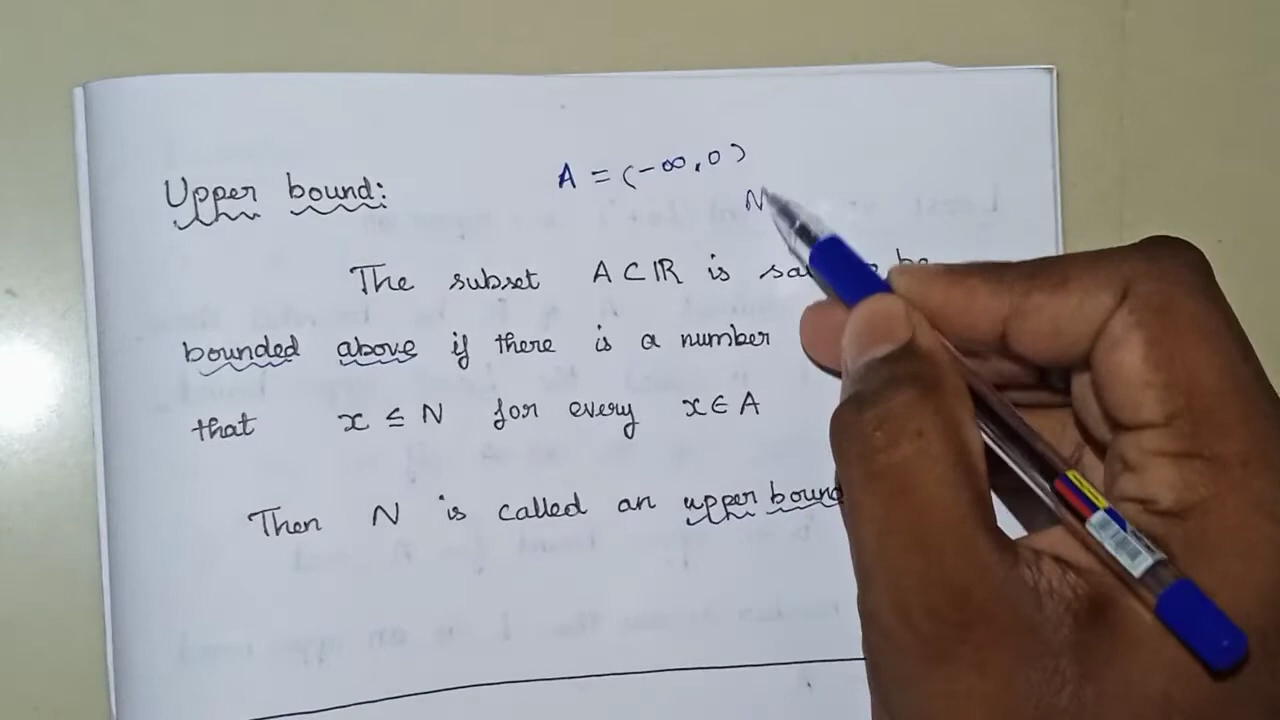 A = (-∞, 0)
Upper bound:
N
The subset A ⊂ ℝ is be
bounded above if there is a number
that x ≤ N for every x ∈ A
Then N is called an upper bound